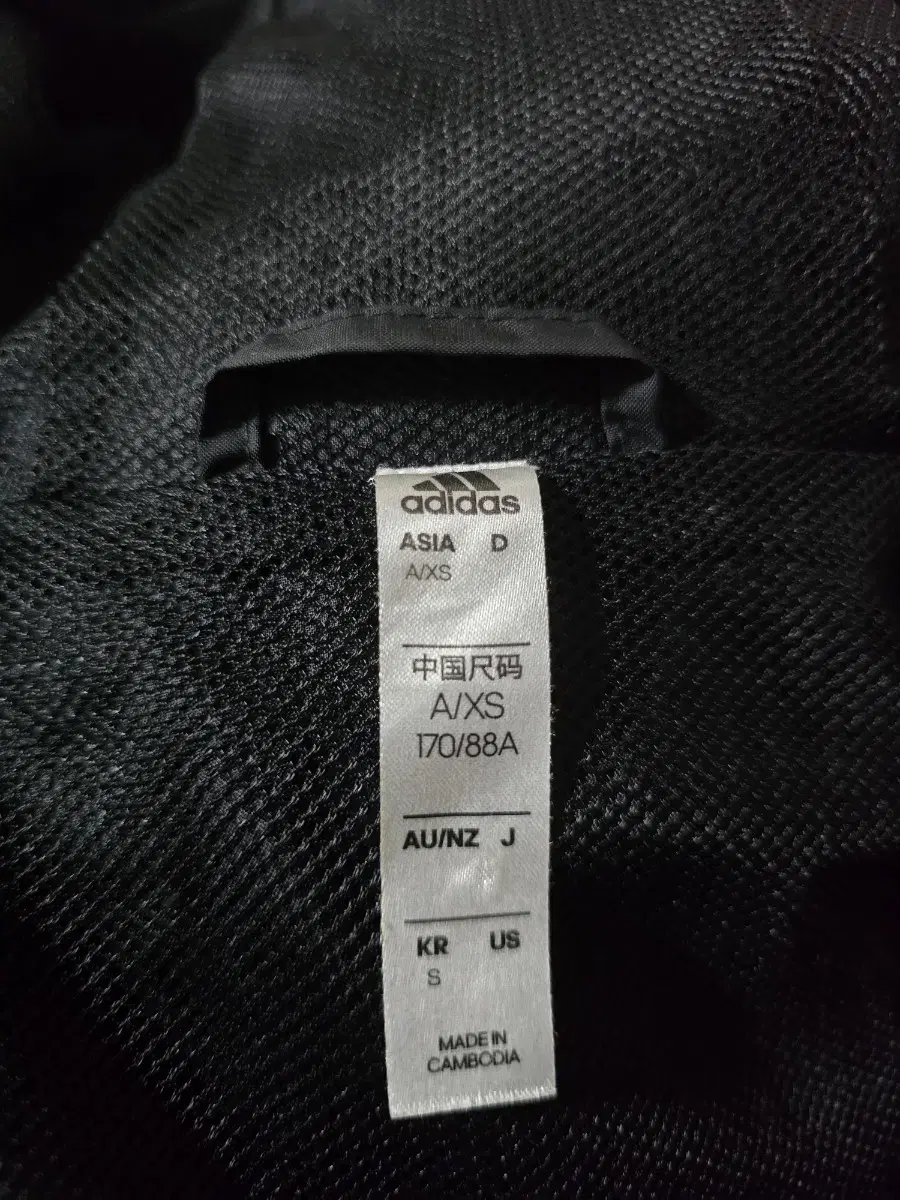 adidas
ASIA D
A/XS
中国尺码
A/XS
170/88A
AU/NZ J
KR US
S
MADE IN
CAMBODIA